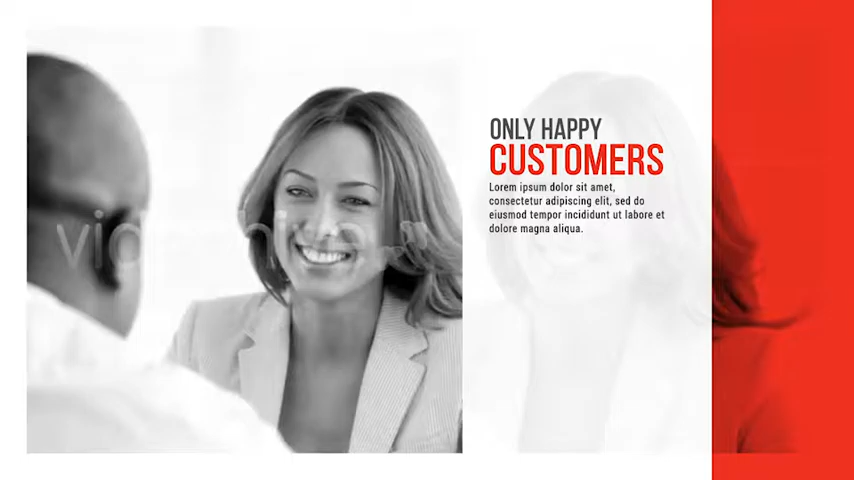 ONLY HAPPY
CUSTOMERS
Lorem ipsum dolor sit amet,
consectetur adipiscing elit, sed do
eiusmod tempor incididunt ut labore et
dolore magna aliqua.
videohive